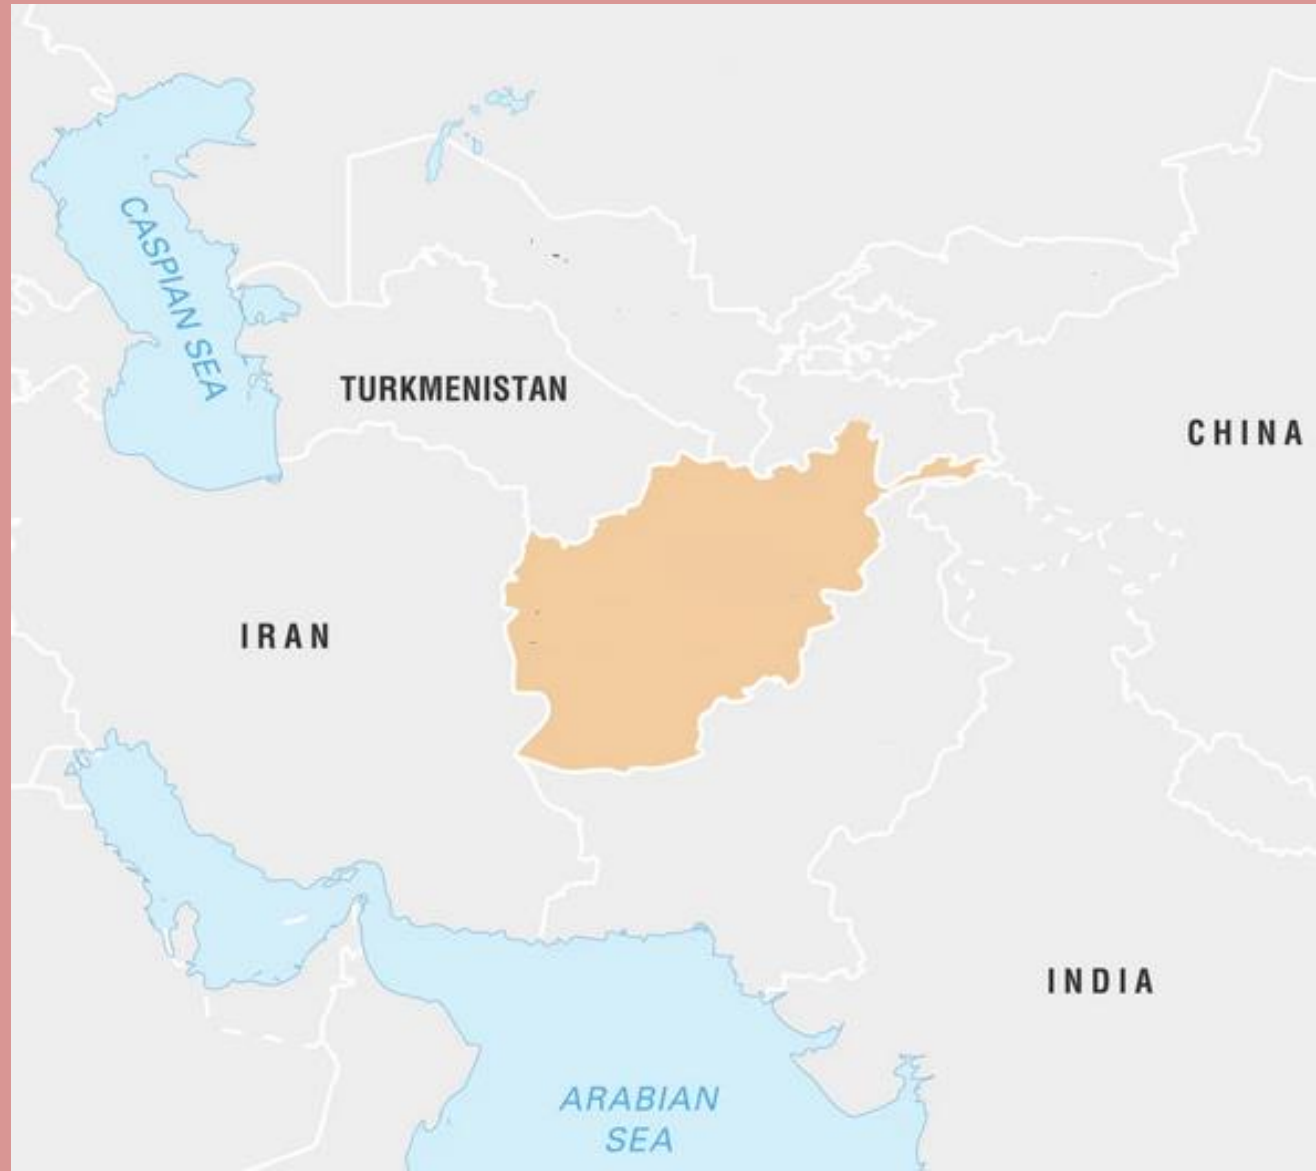 CASPIAN SEA
TURKMENISTAN
CHINA
IRAN
INDIA
ARABIAN
SEA